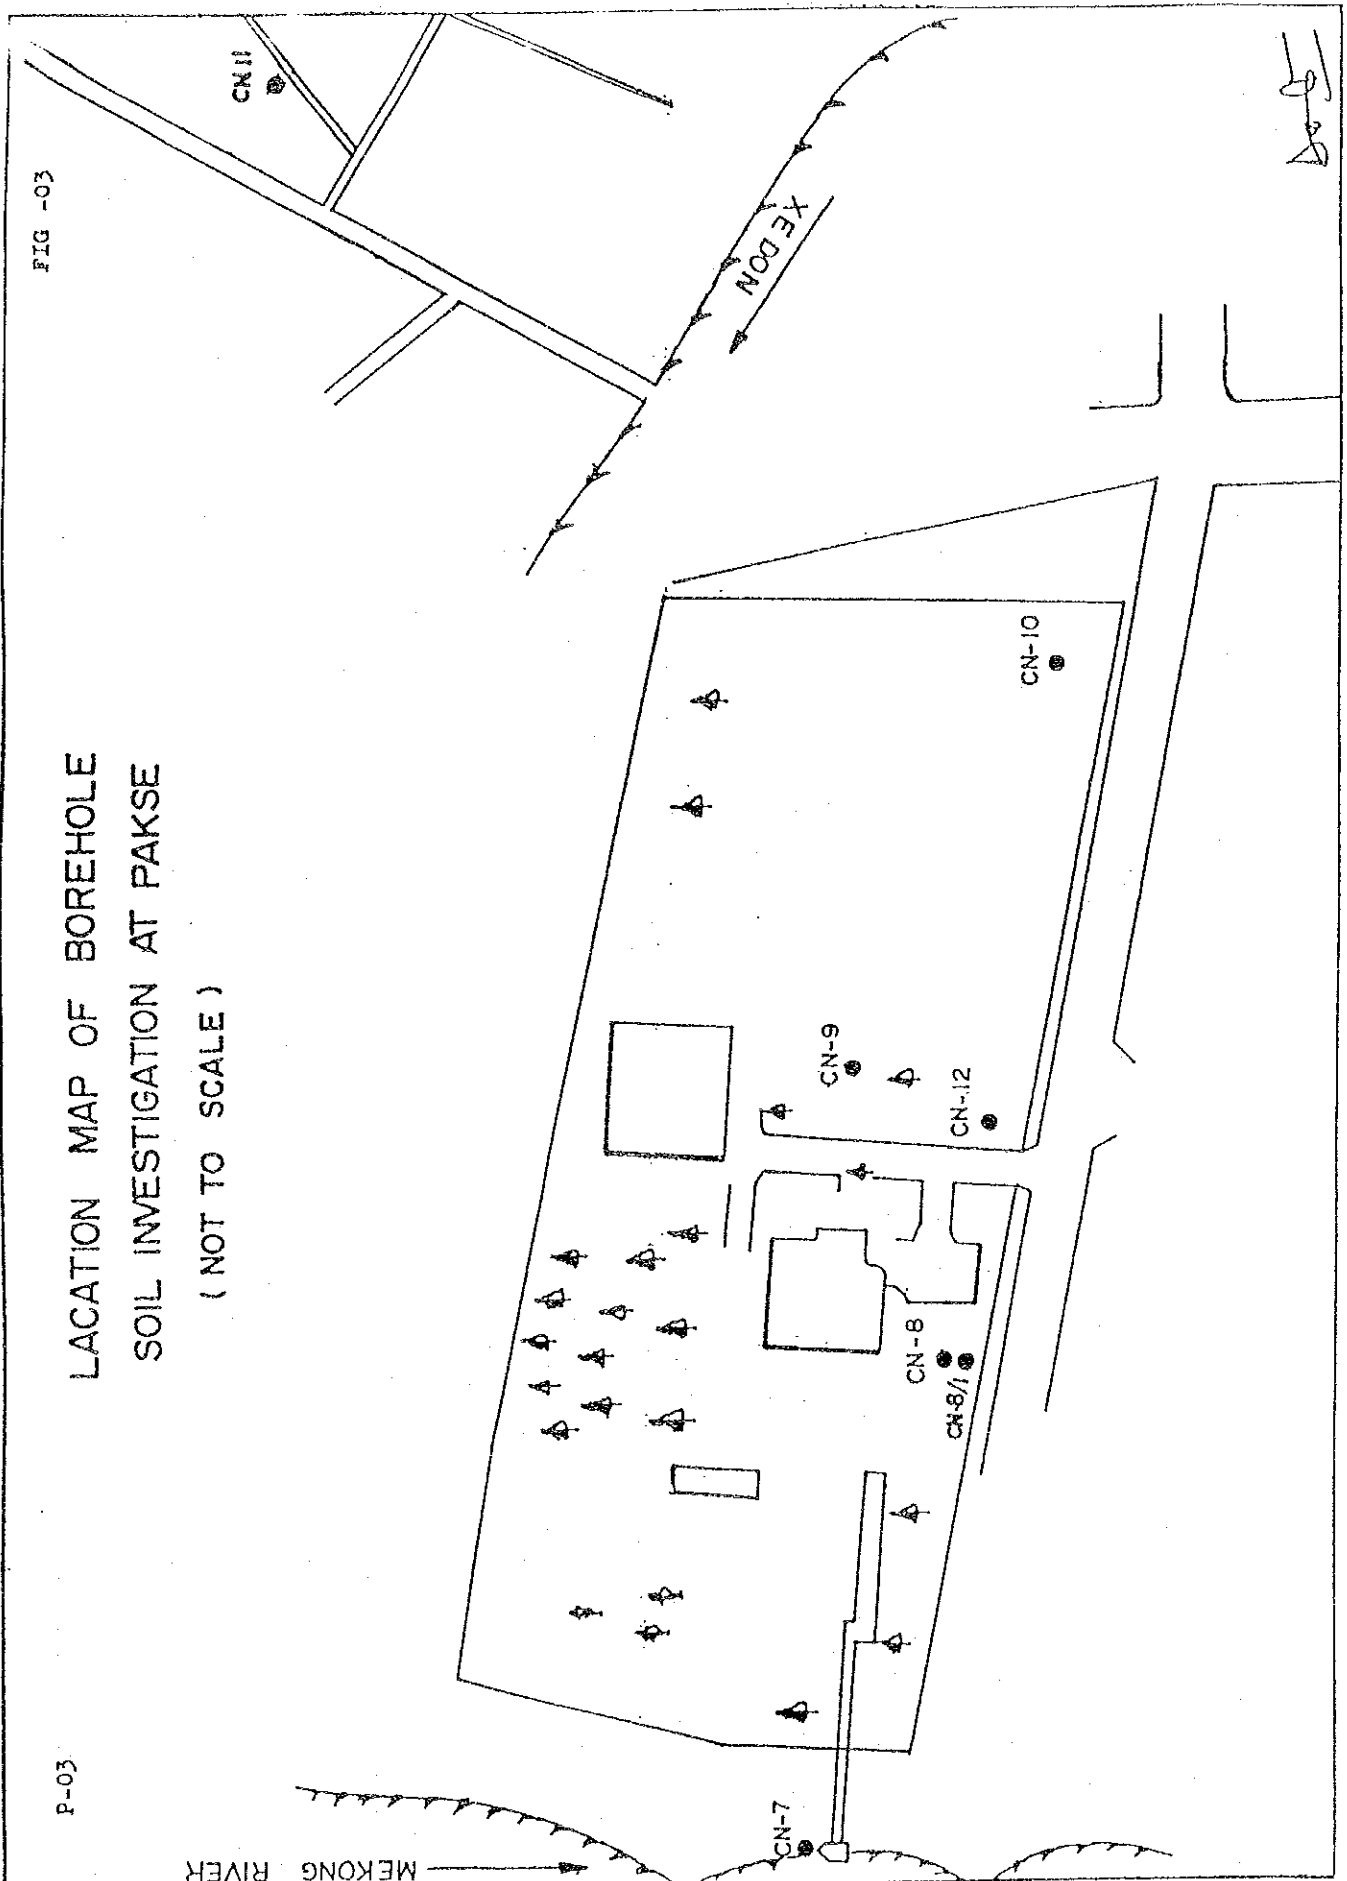 P-03
FIG -03
LACATION MAP OF BOREHOLE
SOIL INVESTIGATION AT PAKSE
( NOT TO SCALE )
CN 11
XE DON
CN-10
CN-9
CN-12
CN-8
CN-8/1
CN-7
MEKONG RIVER